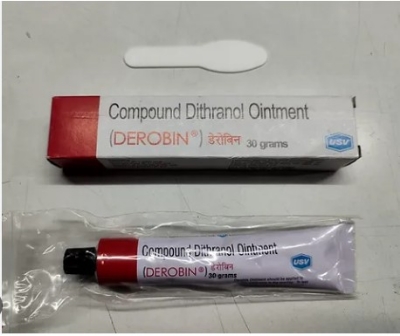 Compound Dithranol Ointment
(DEROBIN®) डेरोबिन 30 grams
USV
Compound Dithranol Ointment
(DEROBIN®) डेरोबिन
30 grams
USV